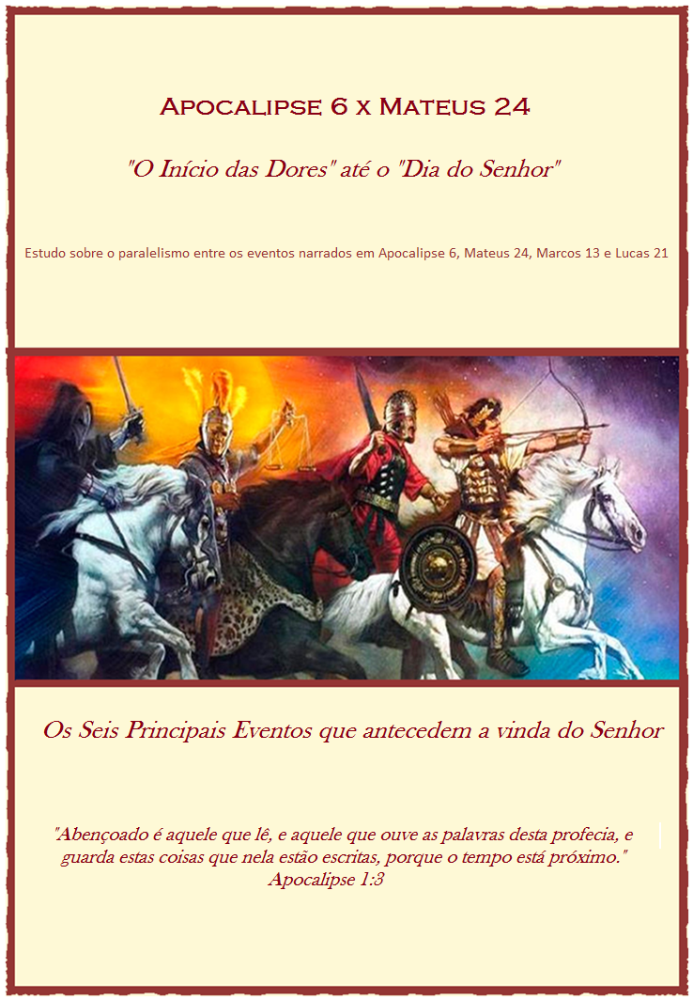 Apocalipse 6 x Mateus 24
"O Início das Dores" até o "Dia do Senhor"
Estudo sobre o paralelismo entre os eventos narrados em Apocalipse 6, Mateus 24, Marcos 13 e Lucas 21
Os Seis Principais Eventos que antecedem a vinda do Senhor
"Abençoado é aquele que lê, e aquele que ouve as palavras desta profecia, e
guarda estas coisas que nela estão escritas, porque o tempo está próximo."
Apocalipse 1:3